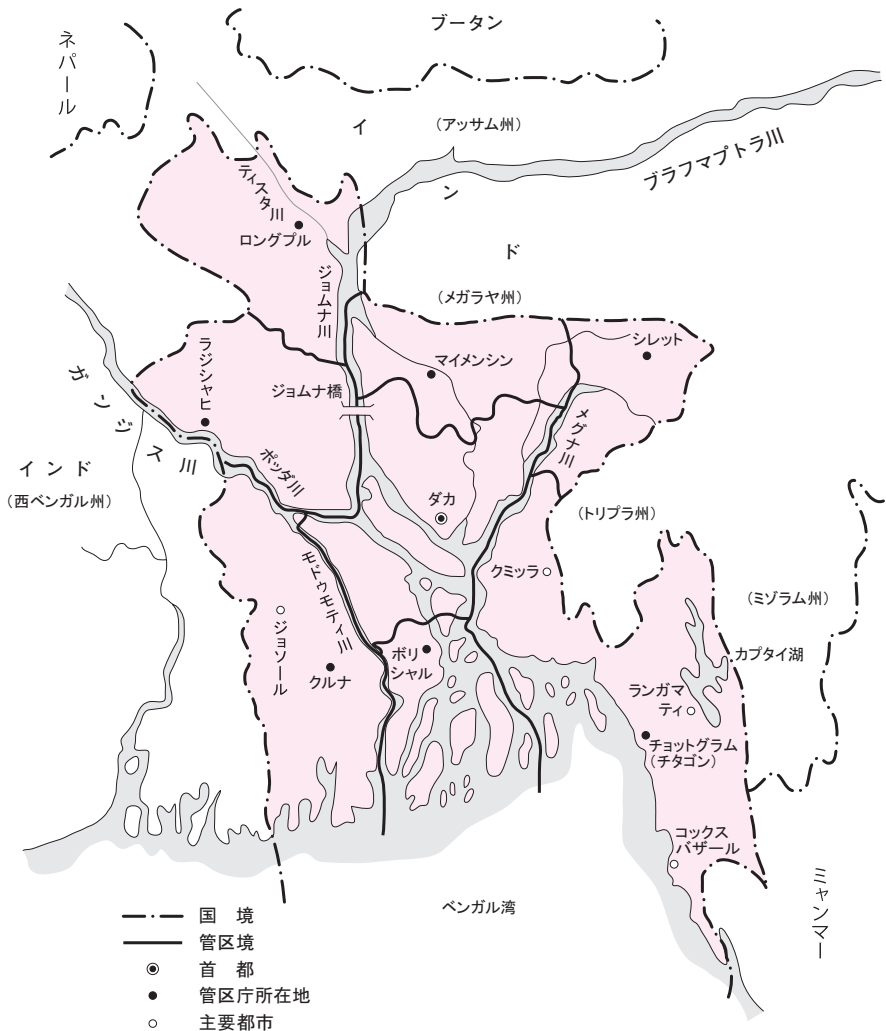 ブータン
ネパール
イ
(アッサム州)
ブラフマプトラ川
ン
ド
ティスタ川
ロングプル
ジョムナ川
(メガラヤ州)
シレット
マイメンシン
ラジシャヒ
ジョムナ橋
メグナ川
ガンジス川
インド
(西ベンガル州)
ポッダ川
ダカ
(トリプラ州)
クミッラ
モドゥモティ川
(ミゾラム州)
ジョソール
カプタイ湖
ボリ
シャル
クルナ
ランガマ
ティ
チョットグラム
(チタゴン)
コックス
バザール
ミャンマー
ベンガル湾
国 境
管区境
首 都
管区庁所在地
主要都市